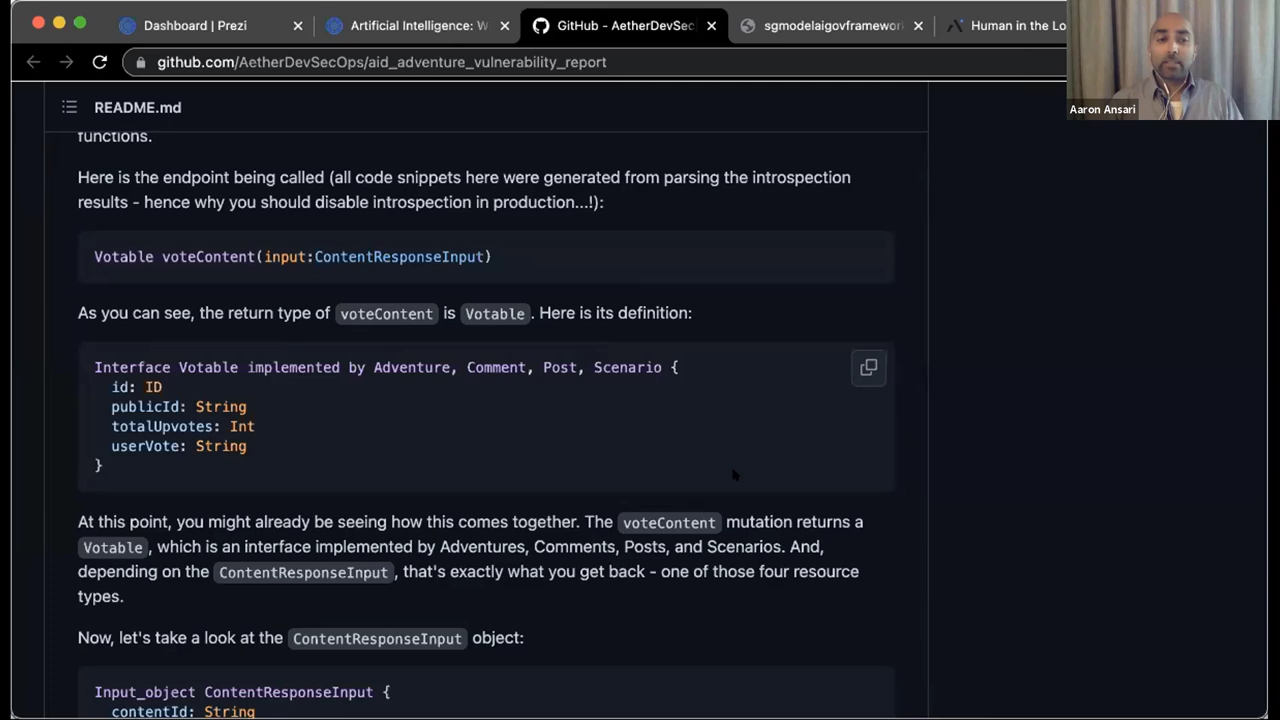 Dashboard | Prezi
Artificial Intelligence: W
GitHub - AetherDevSec
sgmodelaigovframework
Human in the Lo
github.com/AetherDevSecOps/aid_adventure_vulnerability_report
Aaron Ansari
README.md
functions.
Here is the endpoint being called (all code snippets here were generated from parsing the introspection
results - hence why you should disable introspection in production...!):
Votable voteContent(input:ContentResponseInput)
As you can see, the return type of voteContent is Votable. Here is its definition:
Interface Votable implemented by Adventure, Comment, Post, Scenario {
id: ID
publicId: String
totalUpvotes: Int
userVote: String
}
At this point, you might already be seeing how this comes together. The voteContent mutation returns a
Votable, which is an interface implemented by Adventures, Comments, Posts, and Scenarios. And,
depending on the ContentResponseInput, that's exactly what you get back - one of those four resource
types.
Now, let's take a look at the ContentResponseInput object:
Input_object ContentResponseInput {
contentId: String